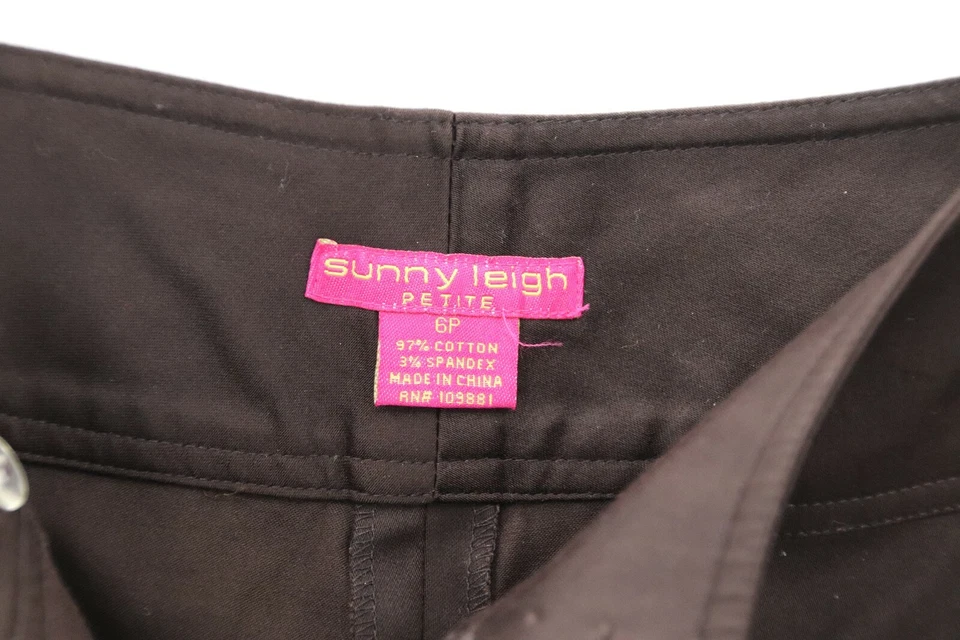 sunny leigh
PETITE
6P
97% COTTON
3% SPANDEX
MADE IN CHINA
RN# 109881